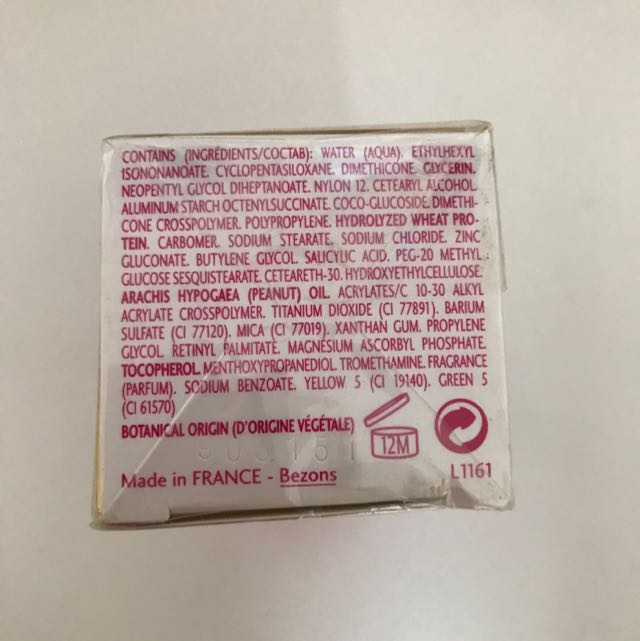 CONTAINS (INGRÉDIENTS/COCTAB): WATER (AQUA). ETHYLHEXYL
ISONONANOATE. CYCLOPENTASILOXANE. DIMETHICONE. GLYCERIN.
NEOPENTYL GLYCOL DIHEPTANOATE. NYLON 12. CETEARYL ALCOHOL.
ALUMINUM STARCH OCTENYLSUCCINATE. COCO-GLUCOSIDE. DIMETHI-
CONE CROSSPOLYMER. POLYPROPYLENE. HYDROLYZED WHEAT PRO-
TEIN. CARBOMER. SODIUM STEARATE. SODIUM CHLORIDE. ZINC
GLUCONATE. BUTYLENE GLYCOL. SALICYLIC ACID. PEG-20 METHYL
GLUCOSE SESQUISTEARATE. CETEARETH-30. HYDROXYETHYLCELLULOSE.
ARACHIS HYPOGAEA (PEANUT) OIL. ACRYLATES/C 10-30 ALKYL
ACRYLATE CROSSPOLYMER. TITANIUM DIOXIDE (CI 77891). BARIUM
SULFATE (CI 77120). MICA (CI 77019). XANTHAN GUM. PROPYLENE
GLYCOL. RETINYL PALMITATE. MAGNESIUM ASCORBYL PHOSPHATE.
TOCOPHEROL. MENTHOXYPROPANEDIOL. TROMETHAMINE. FRAGRANCE
(PARFUM). SODIUM BENZOATE. YELLOW 5 (CI 19140). GREEN 5
(CI 61570)
BOTANICAL ORIGIN (D'ORIGINE VÉGÉTALE)
12M
Made in FRANCE - Bezons
L1161